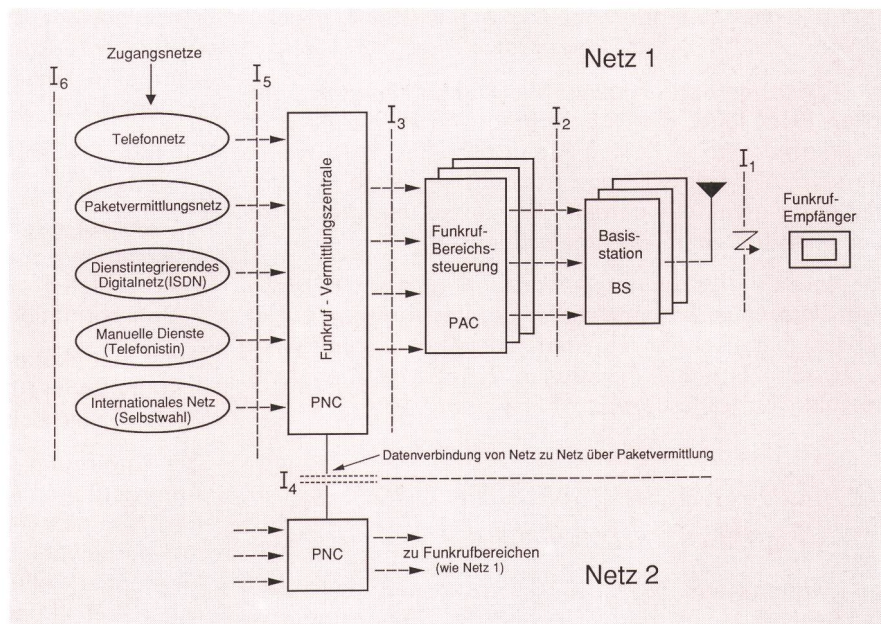 Zugangsnetze
Netz 1
I6
I5
I3
I2
I1
Telefonnetz
Paketvermittlungsnetz
Dienstintegrierendes
Digitalnetz(ISDN)
Manuelle Dienste
(Telefonistin)
Internationales Netz
(Selbstwahl)
Funkruf - Vermittlungszentrale
PNC
Funkruf-
Bereichs-
steuerung
PAC
Basis-
station
BS
Funkruf-
Empfänger
Datenverbindung von Netz zu Netz über Paketvermittlung
I4
PNC
zu Funkrufbereichen
(wie Netz 1)
Netz 2